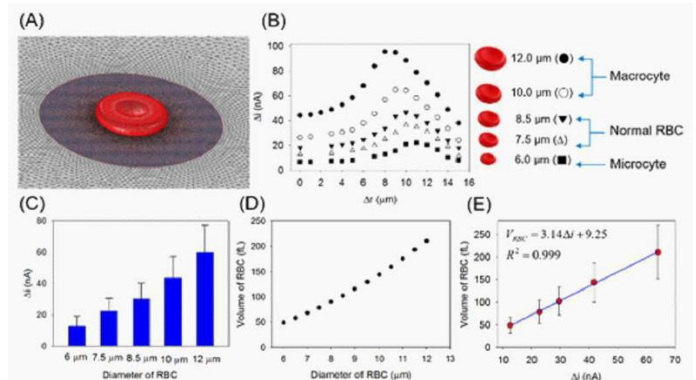 (A)
(B)
Δi (nA)
100
80
60
40
20
0
0 2 4 6 8 10 12 14 16
Δr (μm)
12.0 μm (●)
10.0 μm (○)
8.5 μm (▼)
7.5 μm (△)
6.0 μm (■)
Macrocyte
Normal RBC
Microcyte
(C)
Δi (nA)
80
60
40
20
0
6 μm 7.5 μm 8.5 μm 10 μm 12 μm
Diameter of RBC
(D)
Volume of RBC (fL)
250
200
150
100
50
0
6 7 8 9 10 11 12 13
Diameter of RBC (μm)
(E)
Volume of RBC (fL)
300
250
200
150
100
50
0
V_RBC = 3.14Δi + 9.25
R² = 0.999
10 20 30 40 50 60 70
Δi (nA)